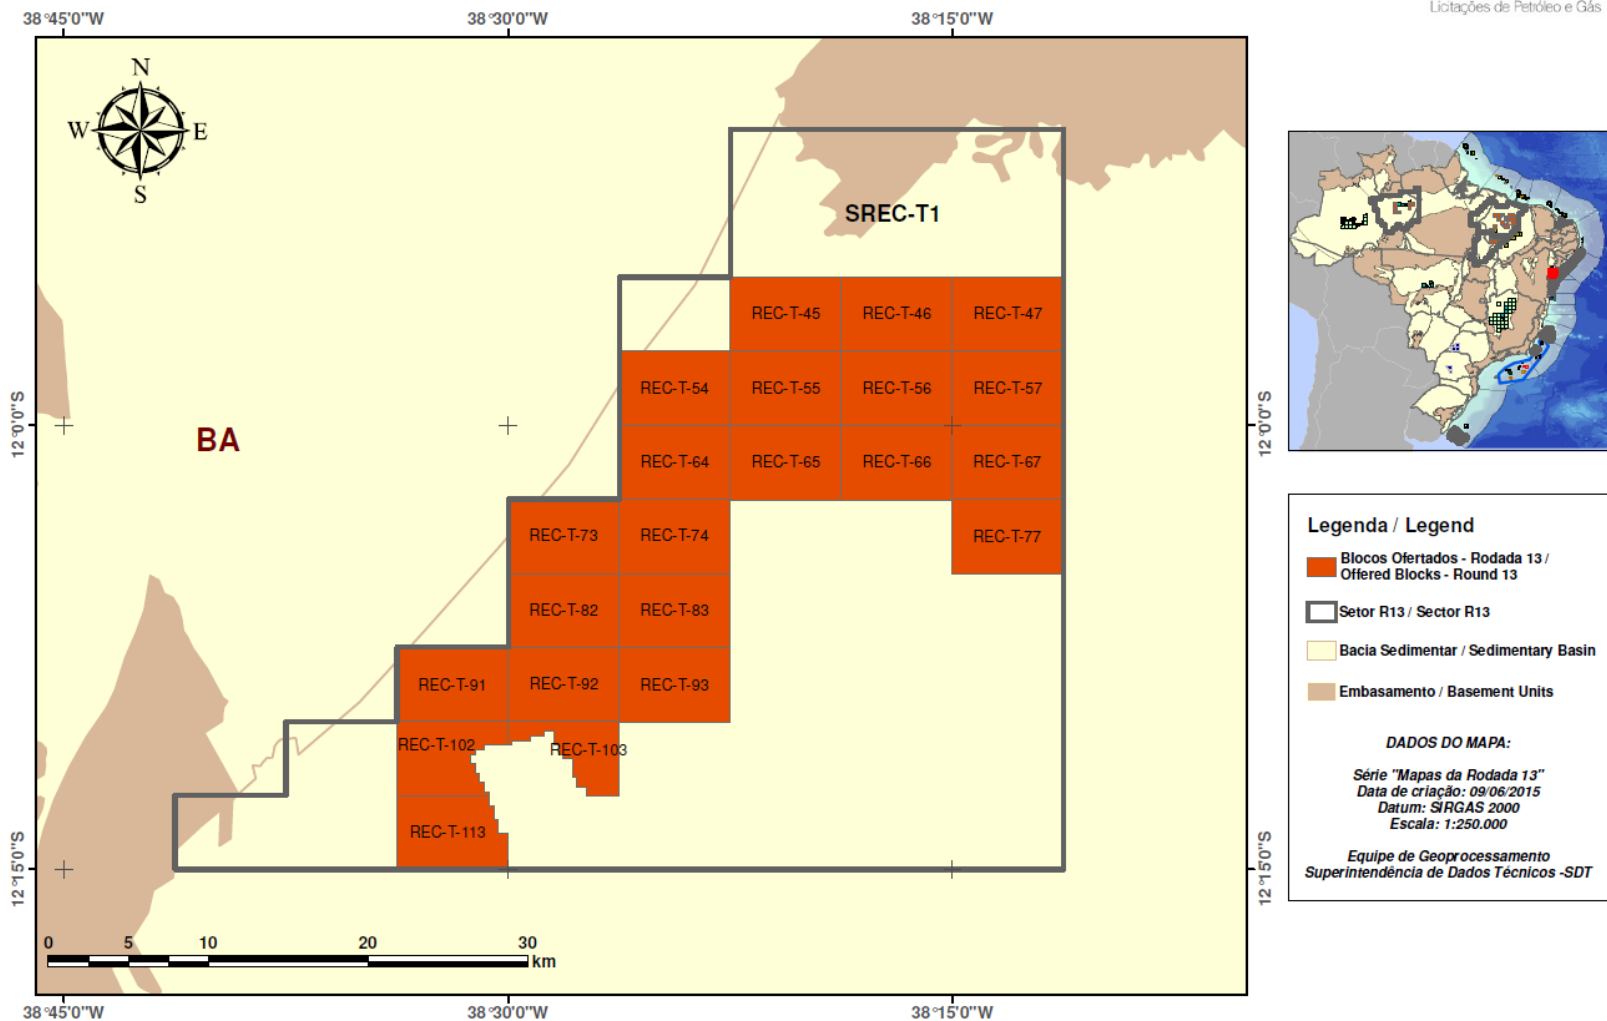 Licitações de Petróleo e Gás
38°45'0"W
38°30'0"W
38°15'0"W
N
W
E
S
SREC-T1
REC-T-45
REC-T-46
REC-T-47
REC-T-54
REC-T-55
REC-T-56
REC-T-57
12°0'0"S
12°0'0"S
BA
REC-T-64
REC-T-65
REC-T-66
REC-T-67
REC-T-73
REC-T-74
REC-T-77
REC-T-82
REC-T-83
REC-T-91
REC-T-92
REC-T-93
REC-T-102
REC-T-103
REC-T-113
12°15'0"S
12°15'0"S
0
5
10
20
30
km
38°45'0"W
38°30'0"W
38°15'0"W
Legenda / Legend
Blocos Ofertados - Rodada 13 /
Offered Blocks - Round 13
Setor R13 / Sector R13
Bacia Sedimentar / Sedimentary Basin
Embasamento / Basement Units
DADOS DO MAPA:
Série "Mapas da Rodada 13"
Data de criação: 09/06/2015
Datum: SIRGAS 2000
Escala: 1:250.000
Equipe de Geoprocessamento
Superintendência de Dados Técnicos -SDT